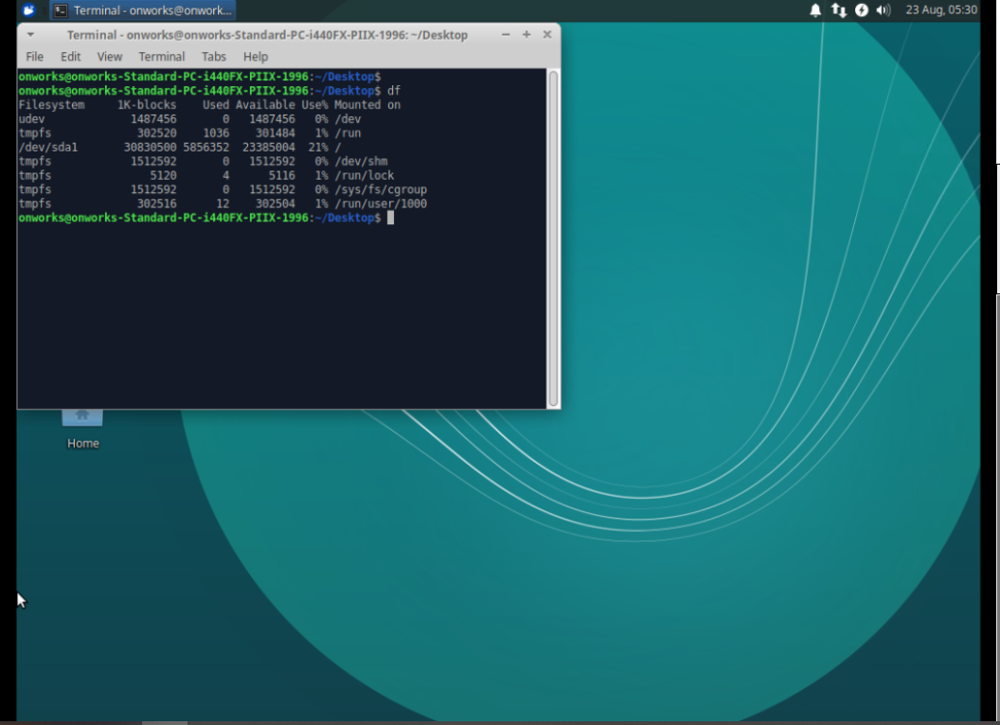 Terminal - onworks@onwork...
23 Aug, 05:30
Terminal - onworks@onworks-Standard-PC-i440FX-PIIX-1996: ~/Desktop
File Edit View Terminal Tabs Help
onworks@onworks-Standard-PC-i440FX-PIIX-1996:~/Desktop$
onworks@onworks-Standard-PC-i440FX-PIIX-1996:~/Desktop$ df
Filesystem 1K-blocks Used Available Use% Mounted on
udev 1487456 0 1487456 0% /dev
tmpfs 302520 1036 301484 1% /run
/dev/sda1 30830500 5856352 23385004 21% /
tmpfs 1512592 0 1512592 0% /dev/shm
tmpfs 5120 4 5116 1% /run/lock
tmpfs 1512592 0 1512592 0% /sys/fs/cgroup
tmpfs 302516 12 302504 1% /run/user/1000
onworks@onworks-Standard-PC-i440FX-PIIX-1996:~/Desktop$
Home